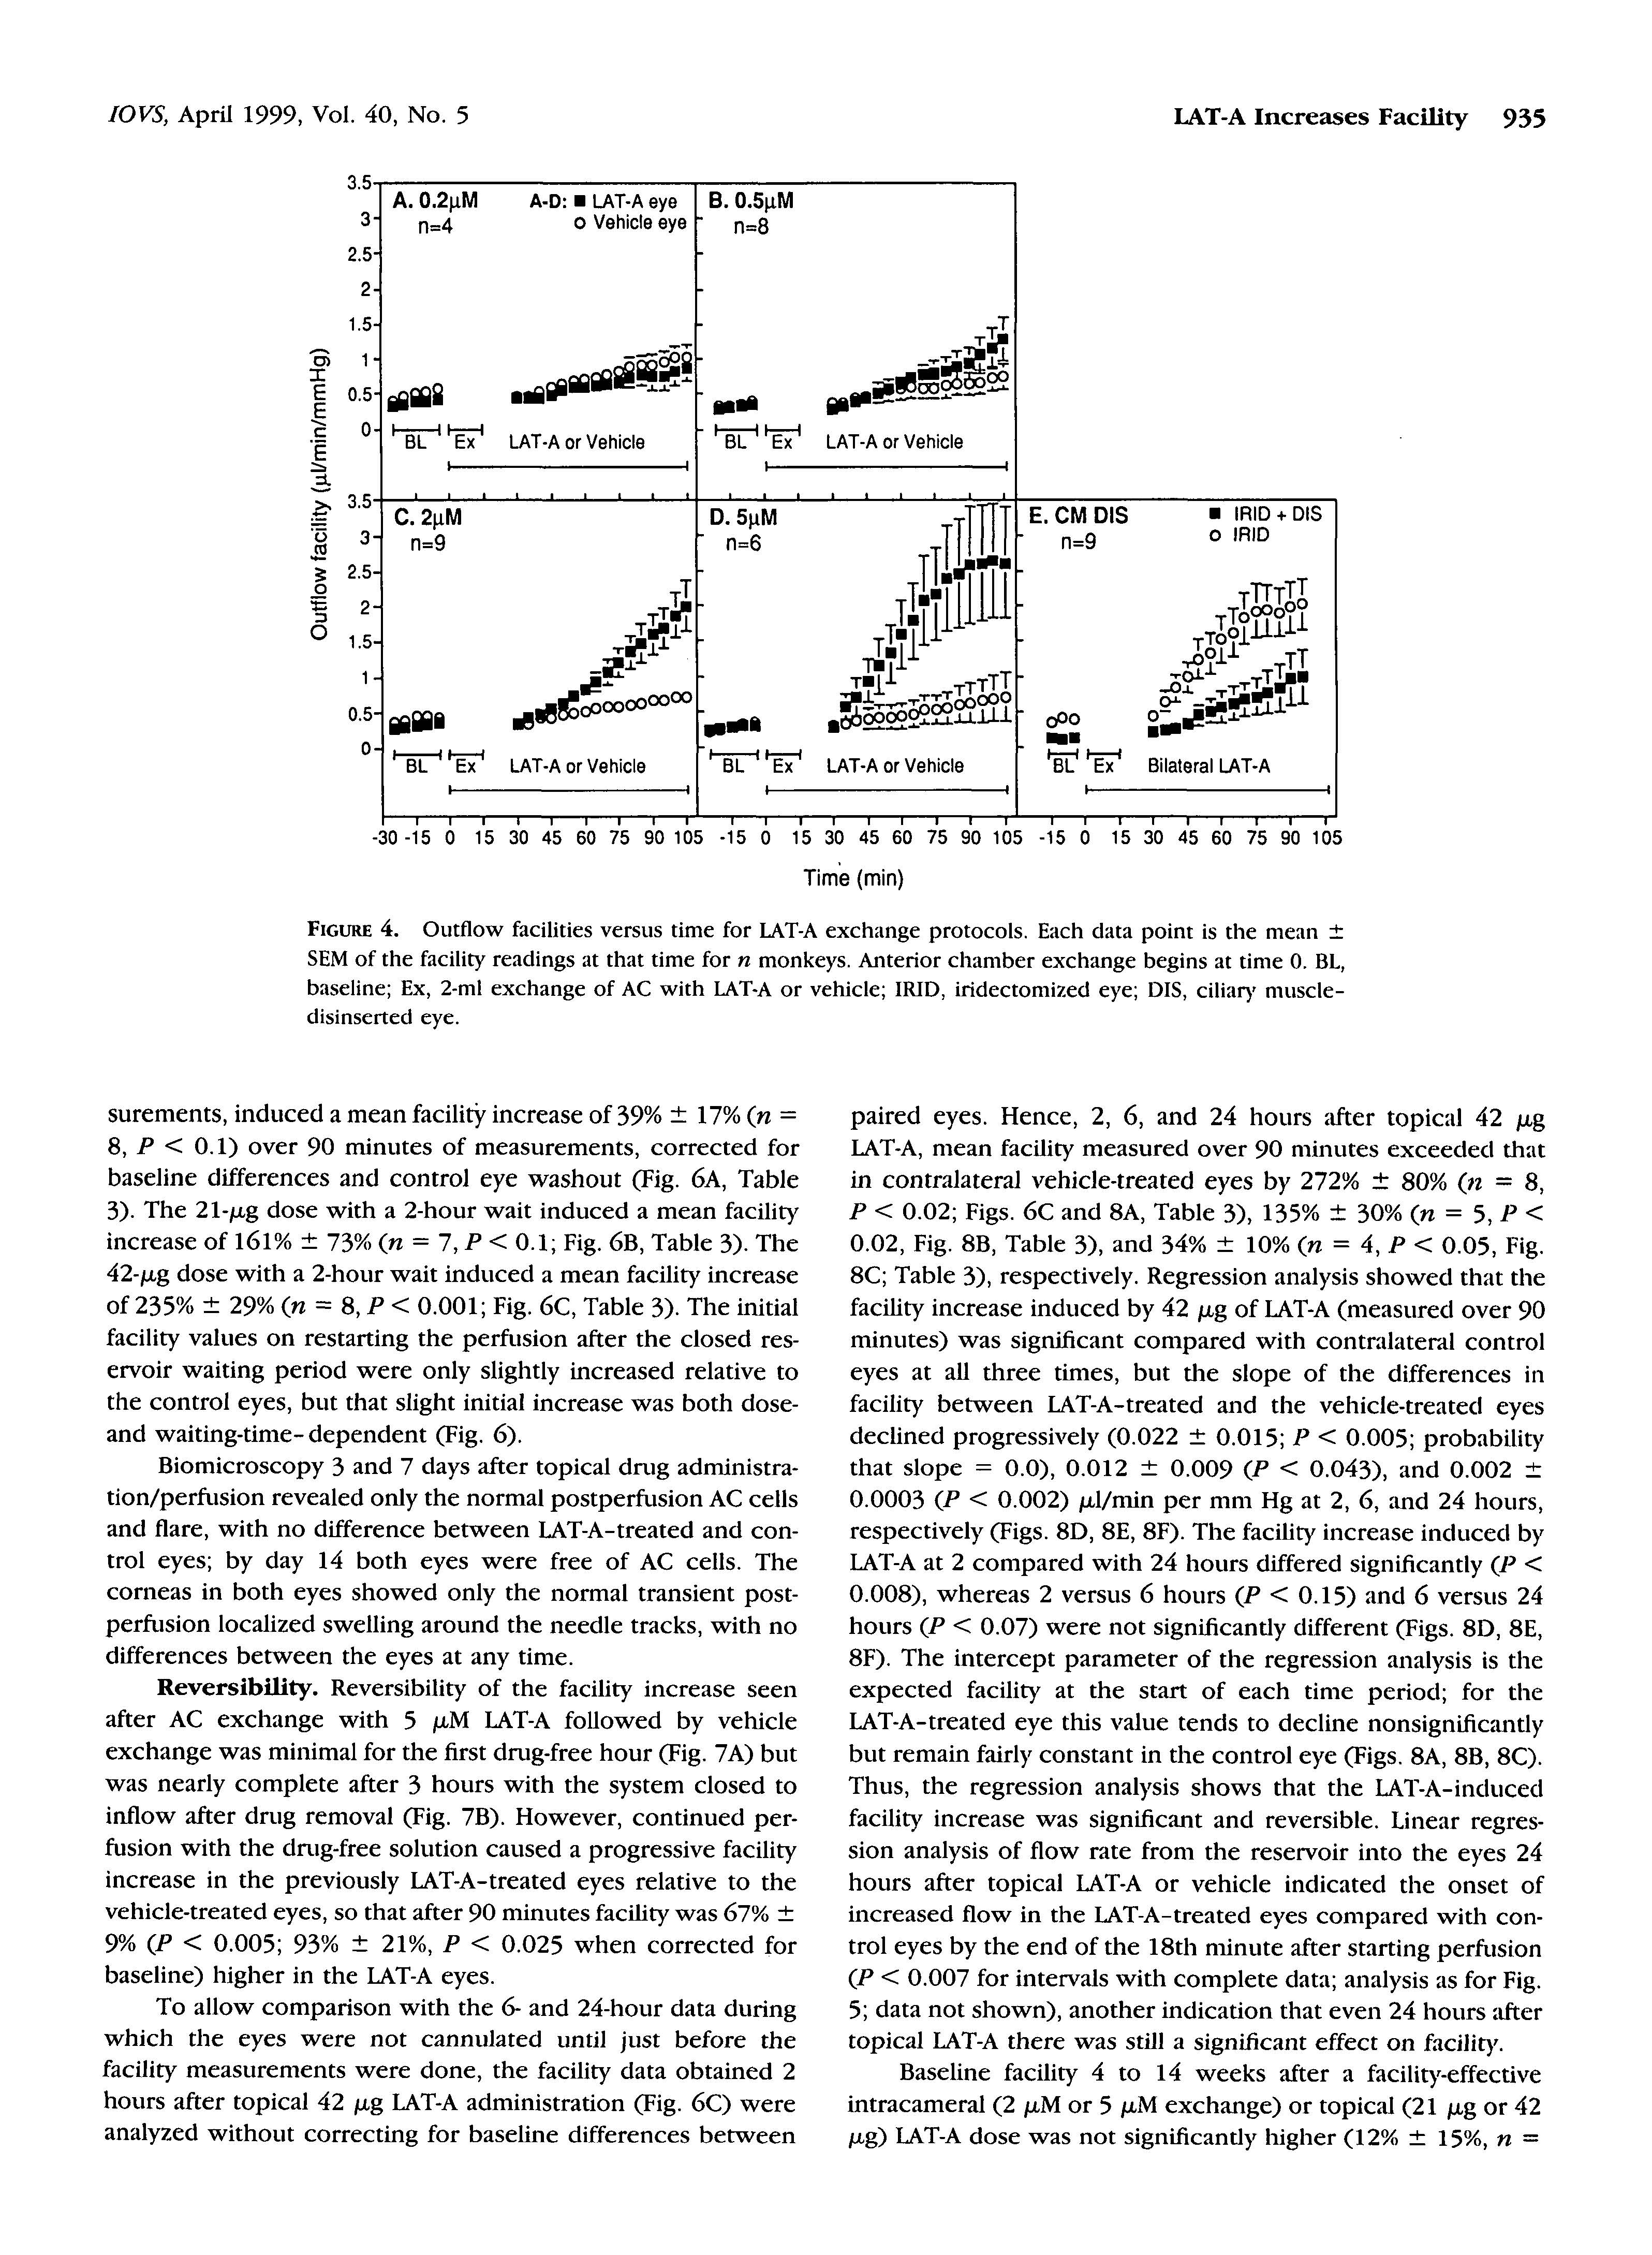 IOVS, April 1999, Vol. 40, No. 5
LAT-A Increases Facility 935
3.5
3
2.5
2
1.5
1
0.5
0
A. 0.2µM
n=4
A-D: ■ LAT-A eye
o Vehicle eye
BL Ex LAT-A or Vehicle
B. 0.5µM
n=8
BL Ex LAT-A or Vehicle
Outflow facility (µl/min/mmHg)
3.5
3
2.5
2
1.5
1
0.5
0
C. 2µM
n=9
BL Ex LAT-A or Vehicle
D. 5µM
n=6
BL Ex LAT-A or Vehicle
E. CM DIS
n=9
■ IRID + DIS
o IRID
BL Ex Bilateral LAT-A
-30 -15 0 15 30 45 60 75 90 105 -15 0 15 30 45 60 75 90 105 -15 0 15 30 45 60 75 90 105
Time (min)
FIGURE 4. Outflow facilities versus time for LAT-A exchange protocols. Each data point is the mean ±
SEM of the facility readings at that time for n monkeys. Anterior chamber exchange begins at time 0. BL,
baseline; Ex, 2-ml exchange of AC with LAT-A or vehicle; IRID, iridectomized eye; DIS, ciliary muscle-
disinserted eye.
surements, induced a mean facility increase of 39% ± 17% (n =
8, P < 0.1) over 90 minutes of measurements, corrected for
baseline differences and control eye washout (Fig. 6A, Table
3). The 21-µg dose with a 2-hour wait induced a mean facility
increase of 161% ± 73% (n = 7, P < 0.1; Fig. 6B, Table 3). The
42-µg dose with a 2-hour wait induced a mean facility increase
of 235% ± 29% (n = 8, P < 0.001; Fig. 6C, Table 3). The initial
facility values on restarting the perfusion after the closed res-
ervoir waiting period were only slightly increased relative to
the control eyes, but that slight initial increase was both dose-
and waiting-time-dependent (Fig. 6).
Biomicroscopy 3 and 7 days after topical drug administra-
tion/perfusion revealed only the normal postperfusion AC cells
and flare, with no difference between LAT-A-treated and con-
trol eyes; by day 14 both eyes were free of AC cells. The
corneas in both eyes showed only the normal transient post-
perfusion localized swelling around the needle tracks, with no
differences between the eyes at any time.
Reversibility. Reversibility of the facility increase seen
after AC exchange with 5 µM LAT-A followed by vehicle
exchange was minimal for the first drug-free hour (Fig. 7A) but
was nearly complete after 3 hours with the system closed to
inflow after drug removal (Fig. 7B). However, continued per-
fusion with the drug-free solution caused a progressive facility
increase in the previously LAT-A-treated eyes relative to the
vehicle-treated eyes, so that after 90 minutes facility was 67% ±
9% (P < 0.005; 93% ± 21%, P < 0.025 when corrected for
baseline) higher in the LAT-A eyes.
To allow comparison with the 6- and 24-hour data during
which the eyes were not cannulated until just before the
facility measurements were done, the facility data obtained 2
hours after topical 42 µg LAT-A administration (Fig. 6C) were
analyzed without correcting for baseline differences between
paired eyes. Hence, 2, 6, and 24 hours after topical 42 µg
LAT-A, mean facility measured over 90 minutes exceeded that
in contralateral vehicle-treated eyes by 272% ± 80% (n = 8,
P < 0.02; Figs. 6C and 8A, Table 3), 135% ± 30% (n = 5, P <
0.02, Fig. 8B, Table 3), and 34% ± 10% (n = 4, P < 0.05, Fig.
8C; Table 3), respectively. Regression analysis showed that the
facility increase induced by 42 µg of LAT-A (measured over 90
minutes) was significant compared with contralateral control
eyes at all three times, but the slope of the differences in
facility between LAT-A-treated and the vehicle-treated eyes
declined progressively (0.022 ± 0.015; P < 0.005; probability
that slope = 0.0), 0.012 ± 0.009 (P < 0.043), and 0.002 ±
0.0003 (P < 0.002) µl/min per mm Hg at 2, 6, and 24 hours,
respectively (Figs. 8D, 8E, 8F). The facility increase induced by
LAT-A at 2 compared with 24 hours differed significantly (P <
0.008), whereas 2 versus 6 hours (P < 0.15) and 6 versus 24
hours (P < 0.07) were not significantly different (Figs. 8D, 8E,
8F). The intercept parameter of the regression analysis is the
expected facility at the start of each time period; for the
LAT-A-treated eye this value tends to decline nonsignificantly
but remain fairly constant in the control eye (Figs. 8A, 8B, 8C).
Thus, the regression analysis shows that the LAT-A-induced
facility increase was significant and reversible. Linear regres-
sion analysis of flow rate from the reservoir into the eyes 24
hours after topical LAT-A or vehicle indicated the onset of
increased flow in the LAT-A-treated eyes compared with con-
trol eyes by the end of the 18th minute after starting perfusion
(P < 0.007 for intervals with complete data; analysis as for Fig.
5; data not shown), another indication that even 24 hours after
topical LAT-A there was still a significant effect on facility.
Baseline facility 4 to 14 weeks after a facility-effective
intracameral (2 µM or 5 µM exchange) or topical (21 µg or 42
µg) LAT-A dose was not significantly higher (12% ± 15%, n =